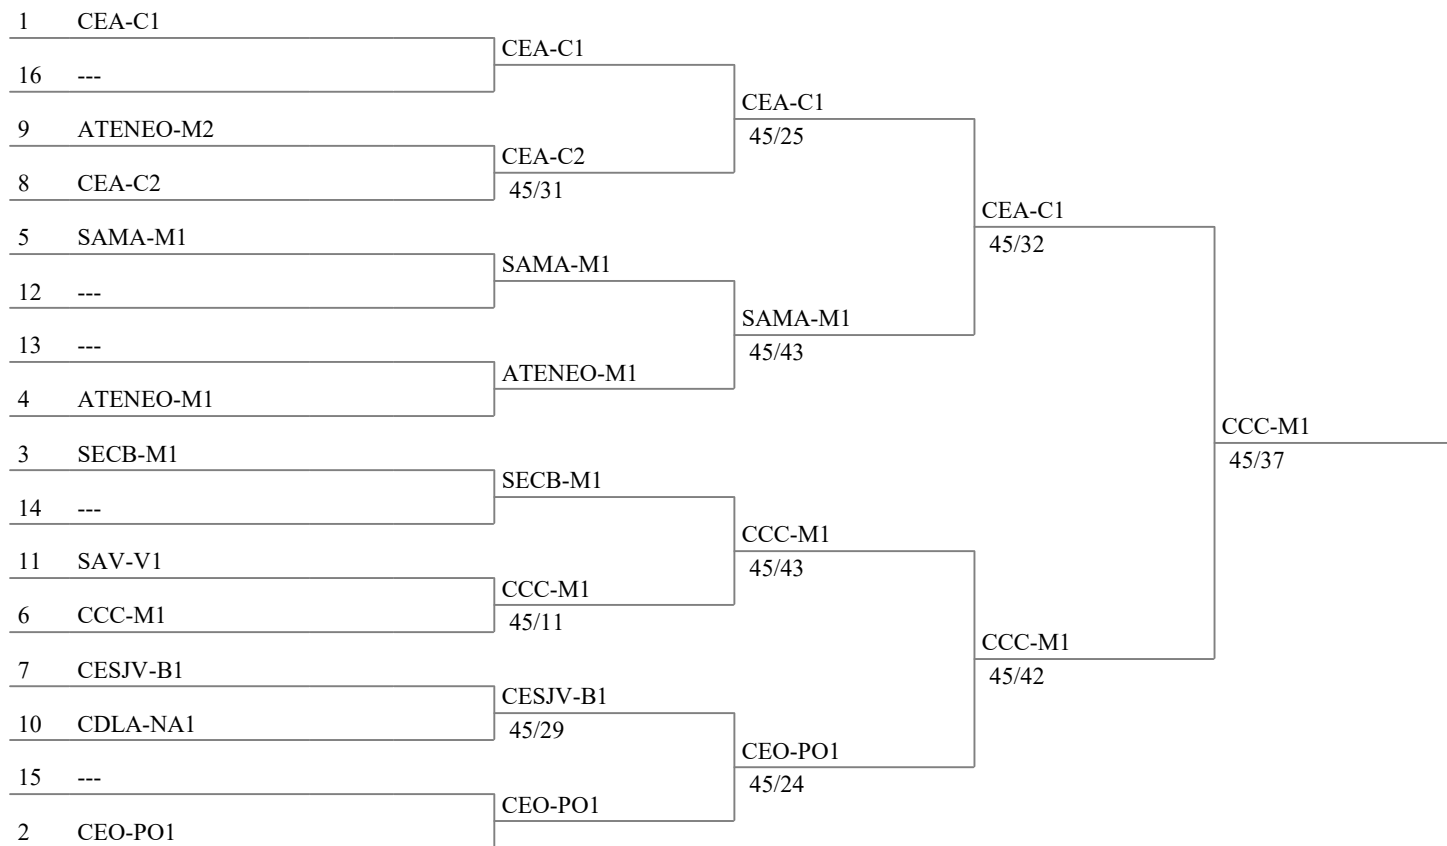 1 CEA-C1
CEA-C1
16 ---
CEA-C1
45/25
9 ATENEO-M2
CEA-C2
45/31
8 CEA-C2
CEA-C1
45/32
5 SAMA-M1
SAMA-M1
12 ---
SAMA-M1
45/43
13 ---
ATENEO-M1
4 ATENEO-M1
CCC-M1
45/37
3 SECB-M1
SECB-M1
14 ---
CCC-M1
45/43
11 SAV-V1
CCC-M1
45/11
6 CCC-M1
CCC-M1
45/42
7 CESJV-B1
CESJV-B1
45/29
10 CDLA-NA1
CEO-PO1
45/24
15 ---
CEO-PO1
2 CEO-PO1